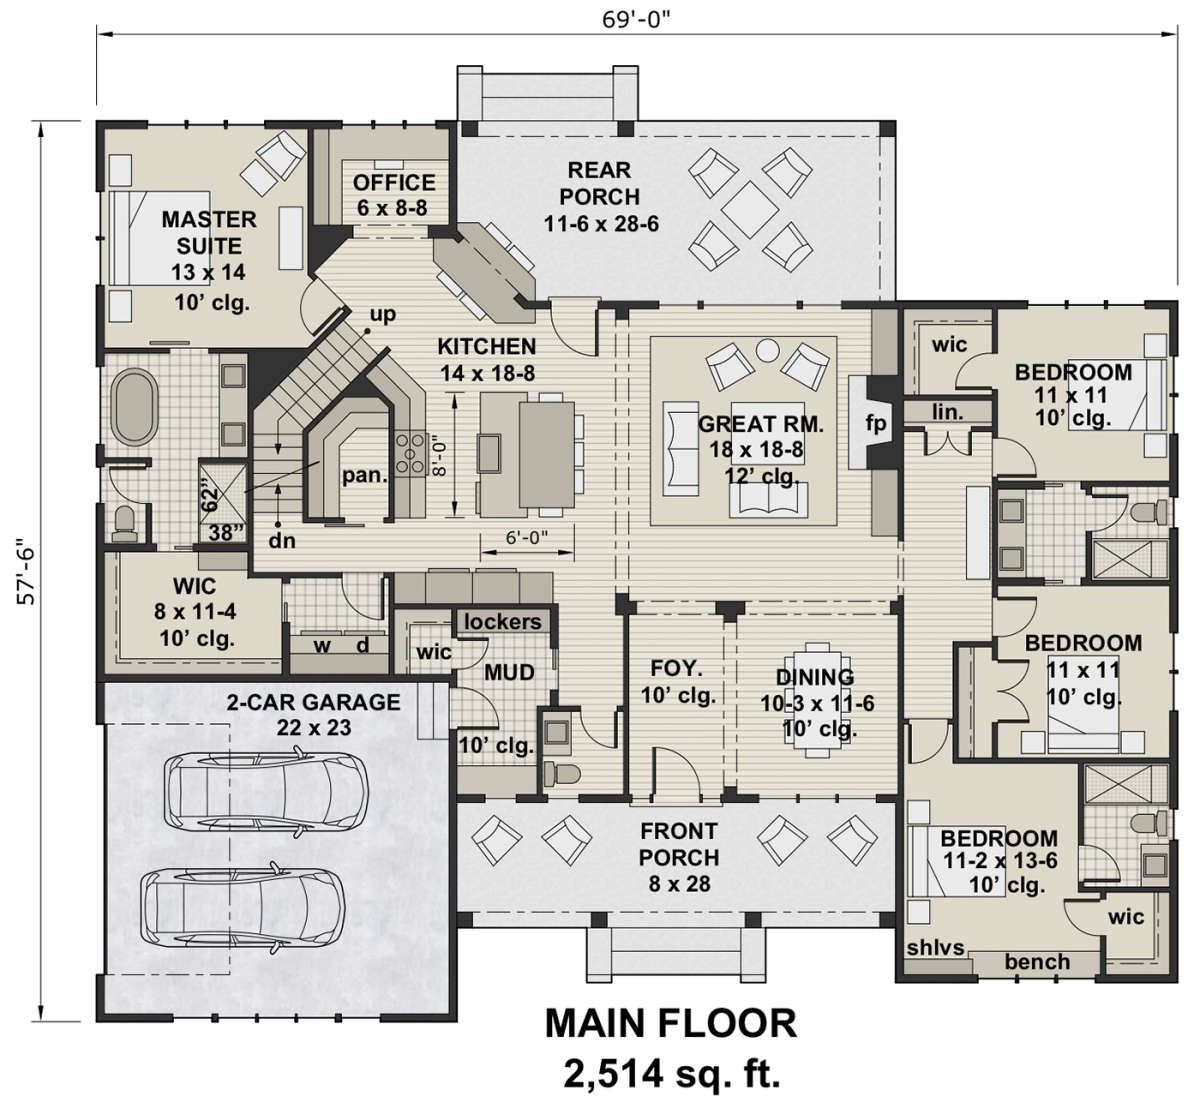 69'-0"
57'-6"
REAR
PORCH
11-6 x 28-6
OFFICE
6 x 8-8
MASTER
SUITE
13 x 14
10’ clg.
up
KITCHEN
14 x 18-8
8'-0"
6'-0"
pan.
dn
62”
38”
GREAT RM.
18 x 18-8
12’ clg.
fp
wic
lin.
BEDROOM
11 x 11
10’ clg.
WIC
8 x 11-4
10’ clg.
w d
wic
lockers
MUD
10’ clg.
FOY.
10’ clg.
DINING
10-3 x 11-6
10’ clg.
BEDROOM
11 x 11
10’ clg.
2-CAR GARAGE
22 x 23
FRONT
PORCH
8 x 28
BEDROOM
11-2 x 13-6
10’ clg.
wic
shlvs
bench
MAIN FLOOR
2,514 sq. ft.